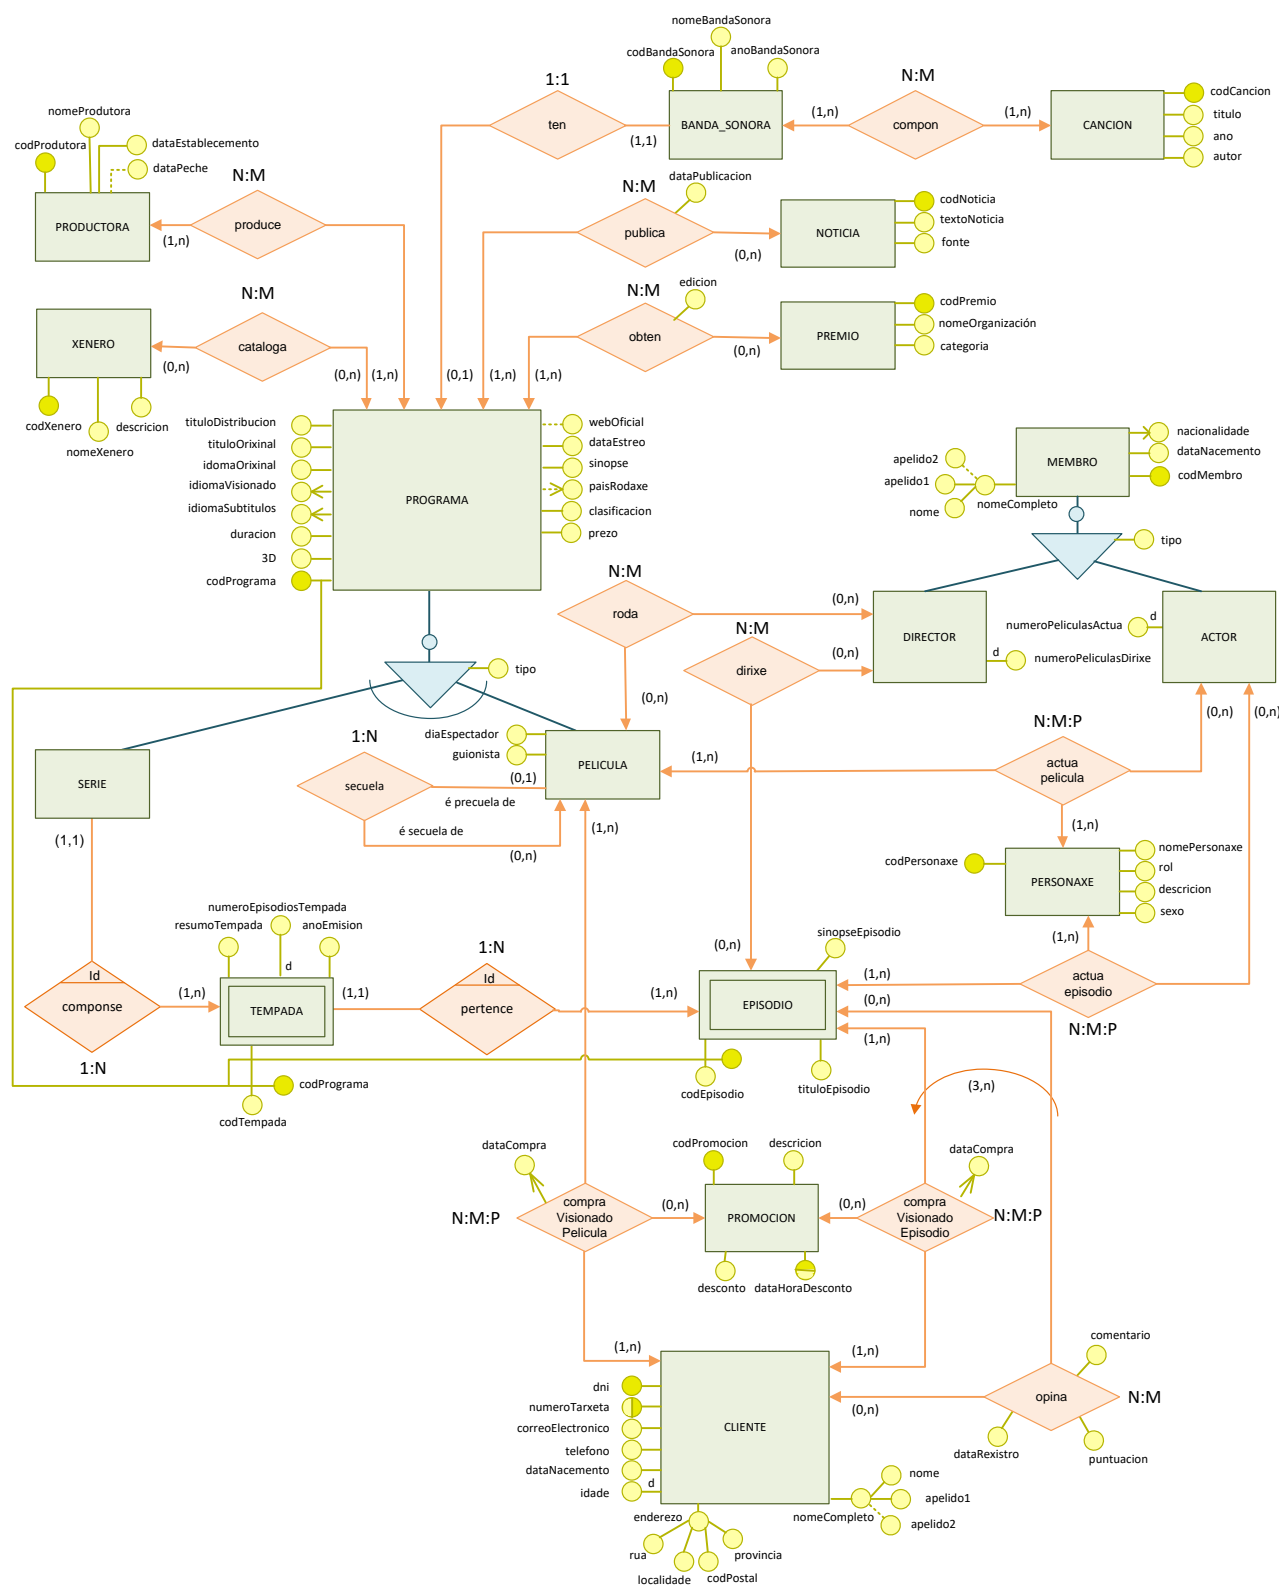 nomeBandaSonora
codBandaSonora
anoBandaSonora
1:1
N:M
ten
BANDA_SONORA
(1,n)
compon
(1,n)
CANCION
(1,1)
codCancion
titulo
ano
autor
nomeProdutora
codProdutora
dataEstablecemento
dataPeche
N:M
PRODUCTORA
(1,n)
produce
N:M
dataPublicacion
publica
(0,n)
NOTICIA
codNoticia
textoNoticia
fonte
N:M
XENERO
(0,n)
cataloga
codXenero
nomeXenero
descricion
N:M
edicion
obten
(0,n)
PREMIO
codPremio
nomeOrganización
categoria
(0,n)
(1,n)
(0,1)
(1,n)
(1,n)
tituloDistribucion
tituloOrixinal
idomaOrixinal
idiomaVisionado
idiomaSubtitulos
duracion
3D
codPrograma
PROGRAMA
webOficial
dataEstreo
sinopse
paisRodaxe
clasificacion
prezo
apelido2
apelido1
nome
nomeCompleto
MEMBRO
nacionalidade
dataNacemento
codMembro
tipo
N:M
roda
(0,n)
N:M
dirixe
(0,n)
DIRECTOR
d
numeroPeliculasDirixe
numeroPeliculasActua
d
ACTOR
tipo
(0,n)
(0,n)
(0,n)
SERIE
(1,1)
1:N
secuela
diaEspectador
guionista
(0,1)
é precuela de
é secuela de
(0,n)
PELICULA
(1,n)
(1,n)
N:M:P
actua
pelicula
(1,n)
codPersonaxe
PERSONAXE
nomePersonaxe
rol
descricion
sexo
(1,n)
numeroEpisodiosTempada
resumoTempada
anoEmision
d
Id
componse
1:N
(1,n)
TEMPADA
(1,1)
1:N
Id
pertence
(1,n)
(0,n)
sinopseEpisodio
EPISODIO
(1,n)
(0,n)
(1,n)
actua
episodio
N:M:P
codPrograma
codTempada
codEpisodio
tituloEpisodio
(3,n)
dataCompra
codPromocion
descricion
dataCompra
N:M:P
compra
Visionado
Pelicula
(0,n)
PROMOCION
(0,n)
compra
Visionado
Episodio
N:M:P
desconto
dataHoraDesconto
(1,n)
(1,n)
dni
numeroTarxeta
correoElectronico
telefono
dataNacemento
idade
d
CLIENTE
(0,n)
comentario
opina
N:M
dataRexistro
puntuacion
enderezo
rua
localidade
codPostal
provincia
nomeCompleto
nome
apelido1
apelido2